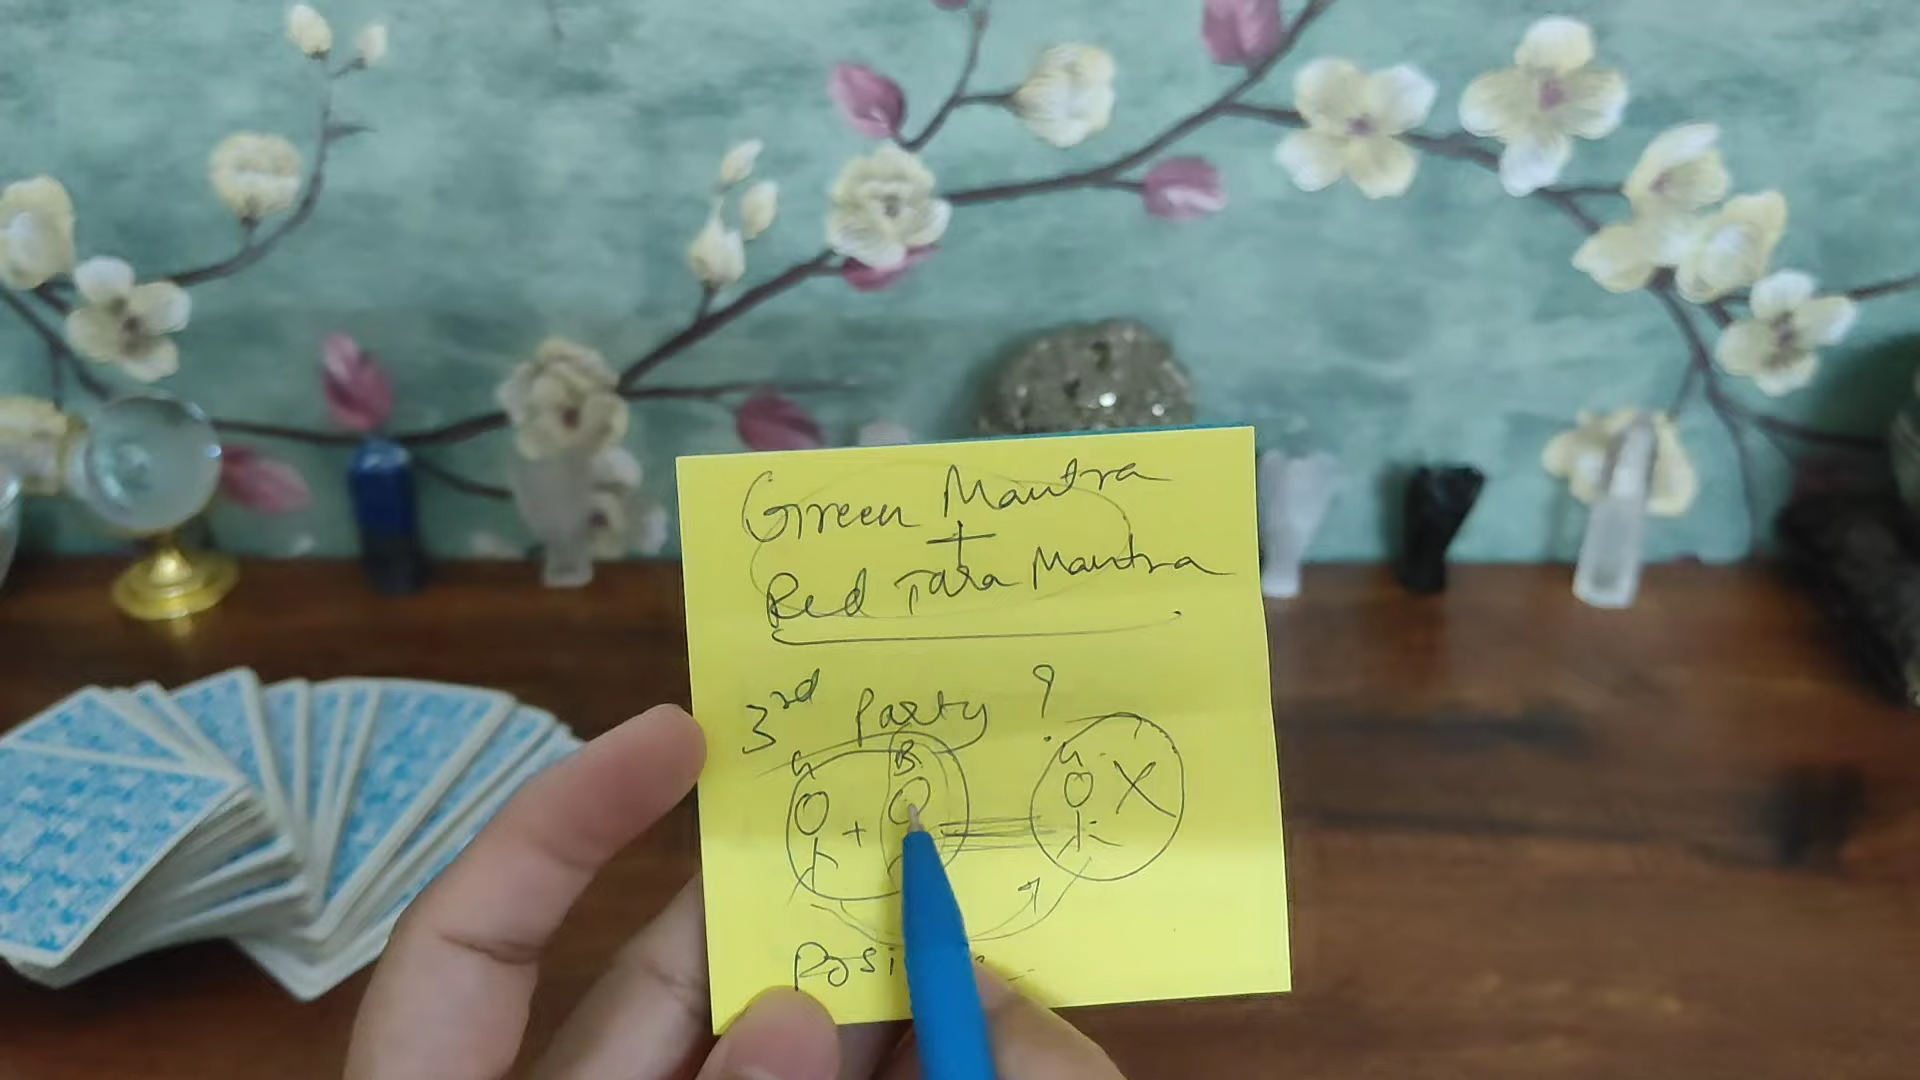 Green Mantra
+
Red Tara Mantra
3rd Party ?
G B G X
+